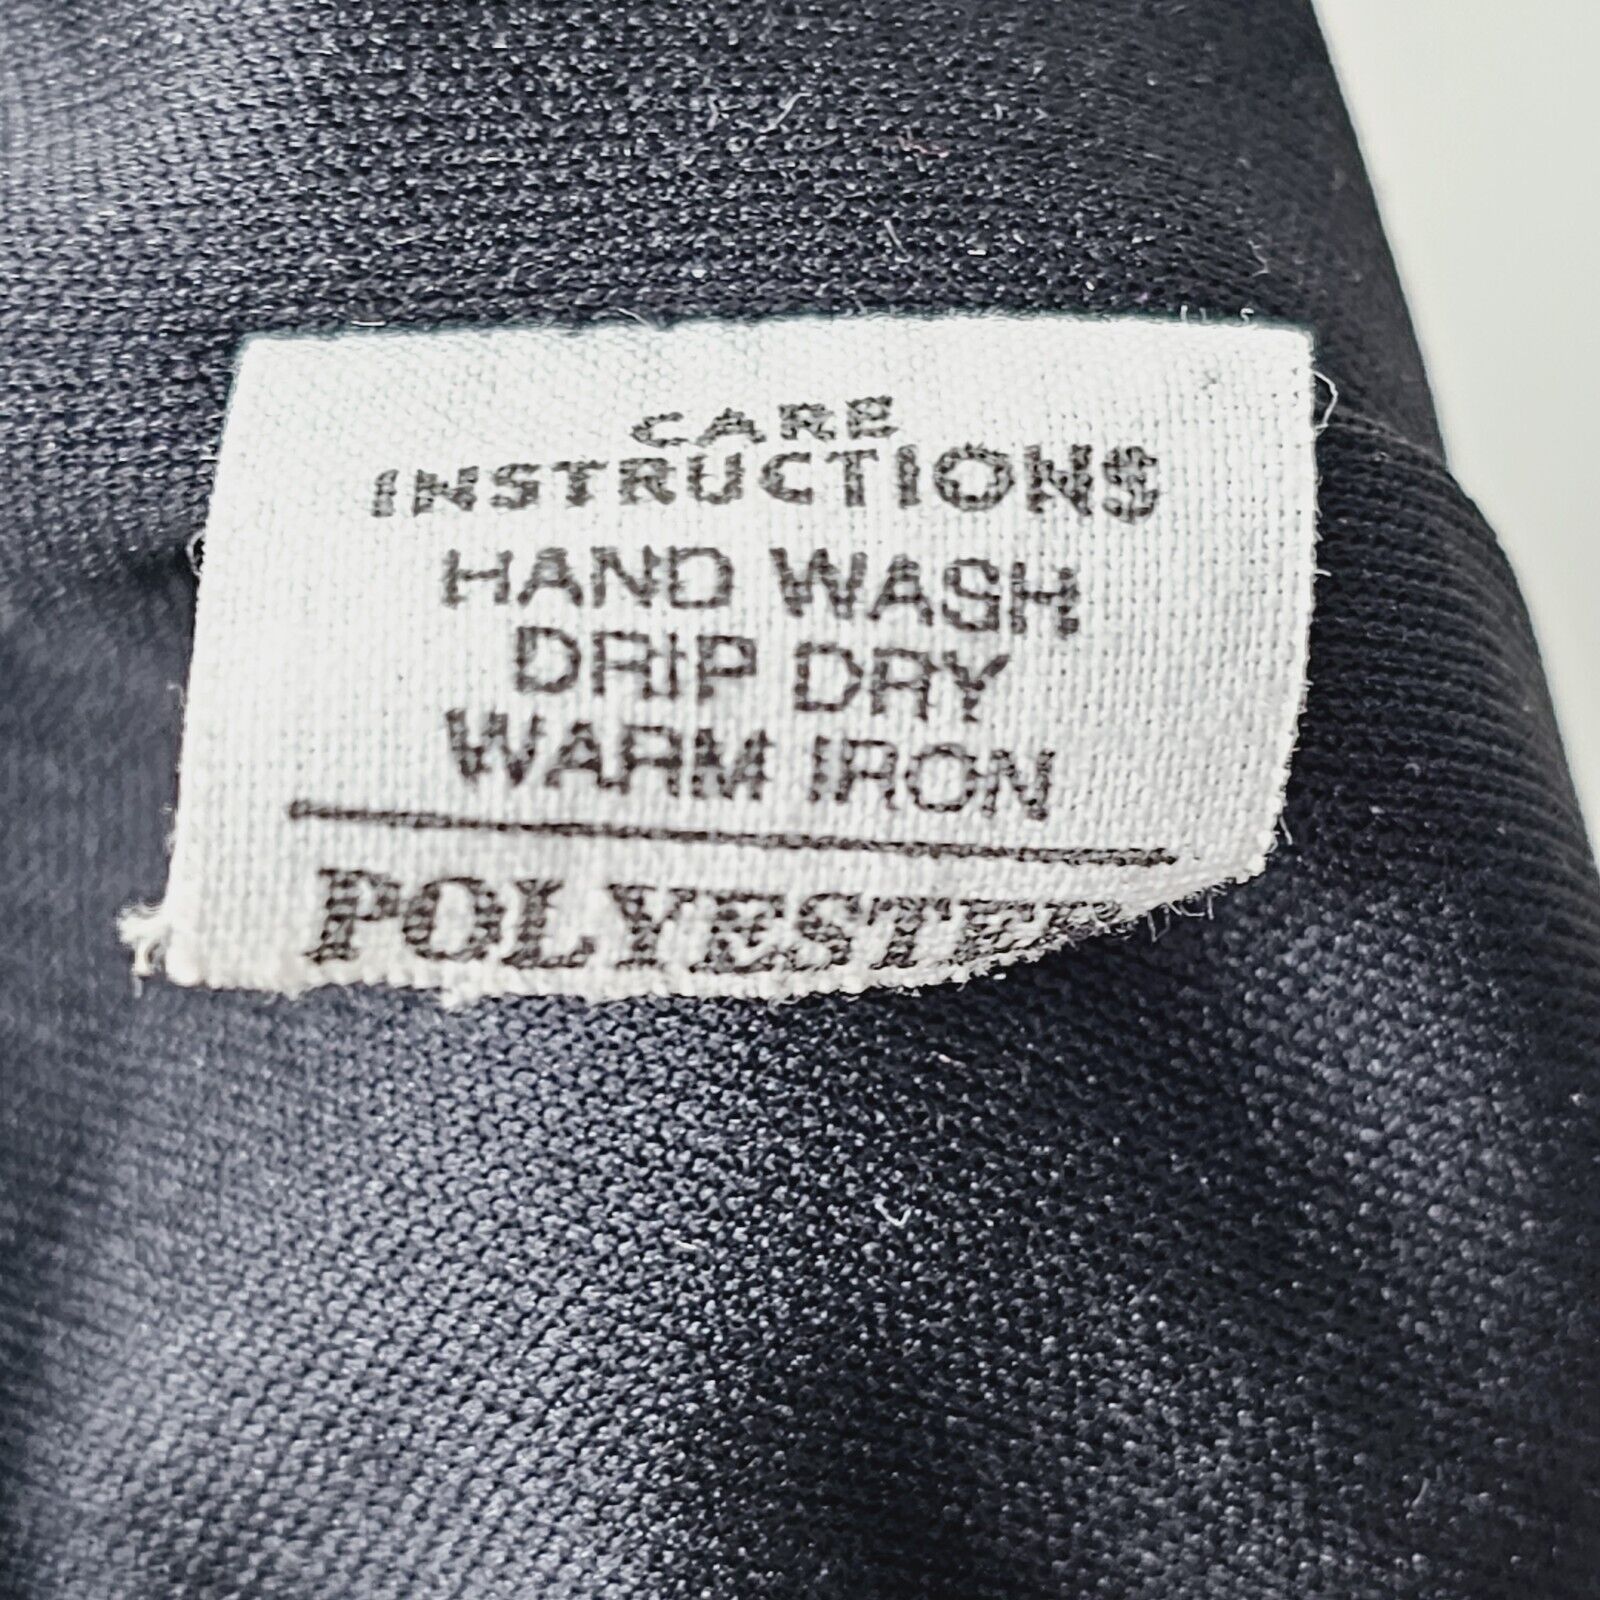 CARE
INSTRUCTIONS
HAND WASH
DRIP DRY
WARM IRON
POLYESTER